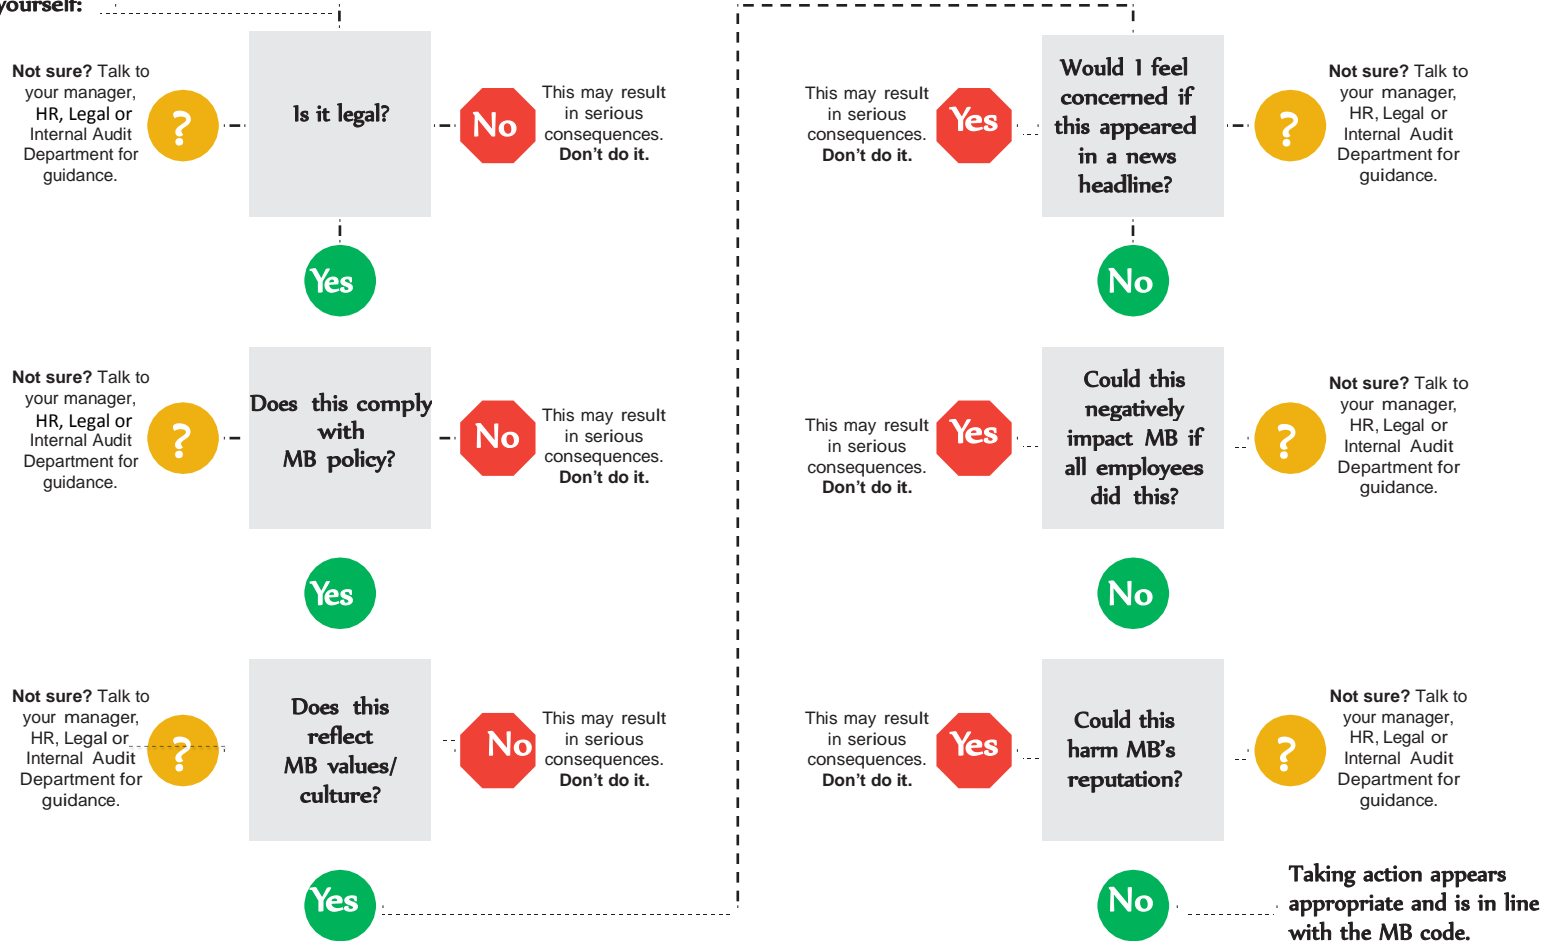 yourself:
Not sure? Talk to
your manager,
HR, Legal or
Internal Audit
Department for
guidance.
?
Is it legal?
No
This may result
in serious
consequences.
Don't do it.
Yes
Not sure? Talk to
your manager,
HR, Legal or
Internal Audit
Department for
guidance.
?
Does this comply
with
MB policy?
No
This may result
in serious
consequences.
Don't do it.
Yes
Not sure? Talk to
your manager,
HR, Legal or
Internal Audit
Department for
guidance.
?
Does this
reflect
MB values/
culture?
No
This may result
in serious
consequences.
Don't do it.
Yes
This may result
in serious
consequences.
Don't do it.
Yes
Would I feel
concerned if
this appeared
in a news
headline?
?
Not sure? Talk to
your manager,
HR, Legal or
Internal Audit
Department for
guidance.
No
This may result
in serious
consequences.
Don't do it.
Yes
Could this
negatively
impact MB if
all employees
did this?
?
Not sure? Talk to
your manager,
HR, Legal or
Internal Audit
Department for
guidance.
No
This may result
in serious
consequences.
Don't do it.
Yes
Could this
harm MB's
reputation?
?
Not sure? Talk to
your manager,
HR, Legal or
Internal Audit
Department for
guidance.
No
Taking action appears
appropriate and is in line
with the MB code.